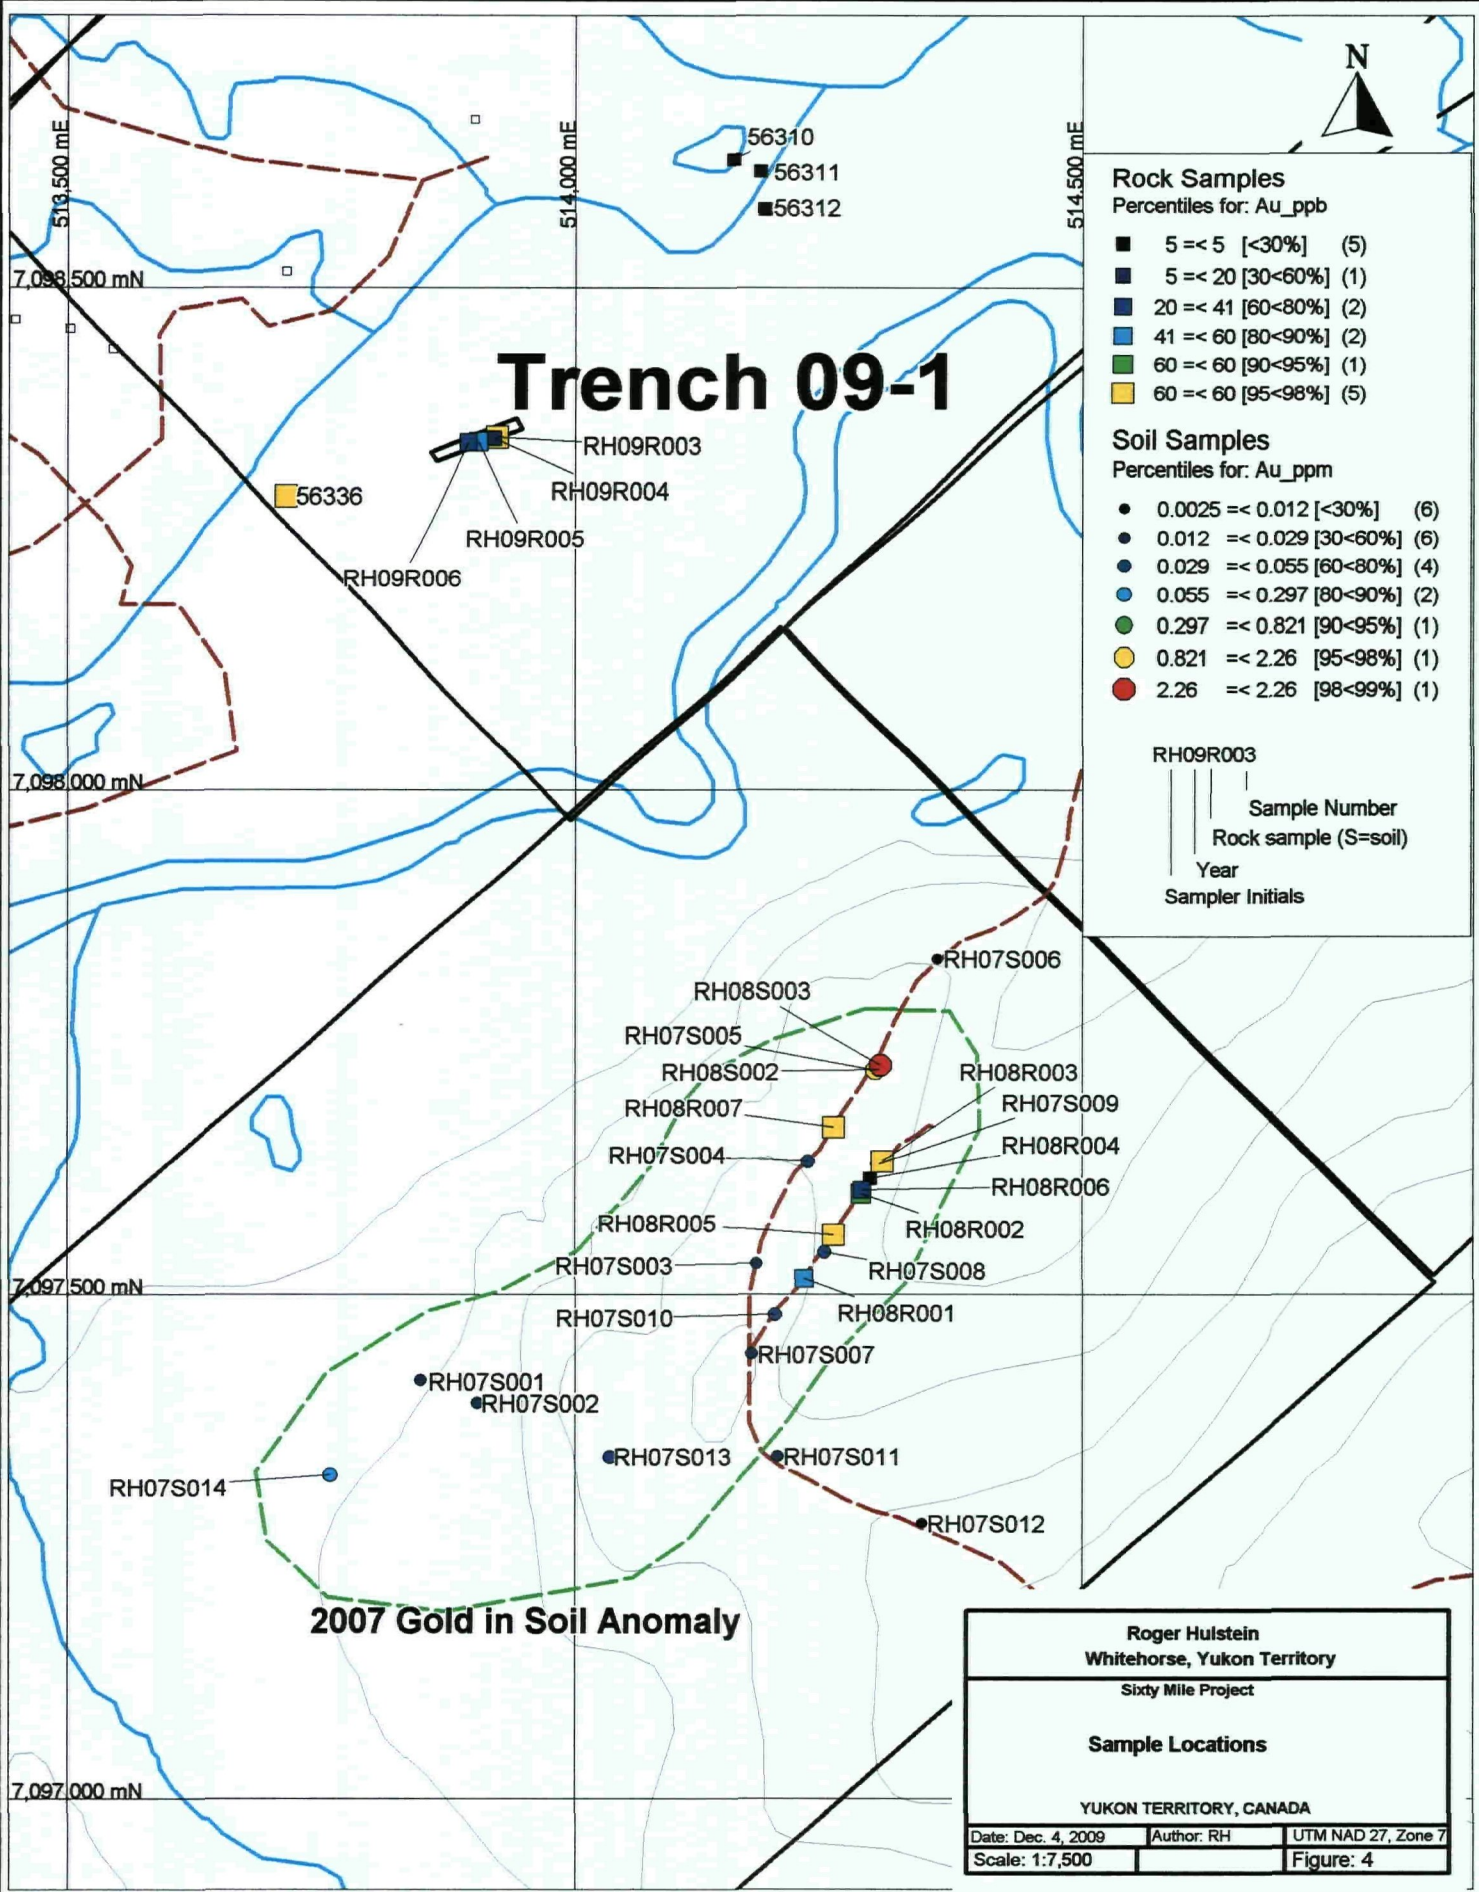 N
513,500 mE
514,000 mE
514,500 mE
56310
56311
56312
7,098,500 mN
Trench 09-1
RH09R003
RH09R004
56336
RH09R005
RH09R006
7,098,000 mN
Rock Samples
Percentiles for: Au_ppb
5 =< 5 [<30%] (5)
5 =< 20 [30<60%] (1)
20 =< 41 [60<80%] (2)
41 =< 60 [80<90%] (2)
60 =< 60 [90<95%] (1)
60 =< 60 [95<98%] (5)
Soil Samples
Percentiles for: Au_ppm
0.0025 =< 0.012 [<30%] (6)
0.012 =< 0.029 [30<60%] (6)
0.029 =< 0.055 [60<80%] (4)
0.055 =< 0.297 [80<90%] (2)
0.297 =< 0.821 [90<95%] (1)
0.821 =< 2.26 [95<98%] (1)
2.26 =< 2.26 [98<99%] (1)
RH09R003
Sample Number
Rock sample (S=soil)
Year
Sampler Initials
RH07S006
RH08S003
RH07S005
RH08S002
RH08R003
RH07S009
RH08R007
RH08R004
RH07S004
RH08R006
RH08R005
RH08R002
RH07S003
RH07S008
7,097,500 mN
RH07S010
RH08R001
RH07S007
RH07S001
RH07S002
RH07S013
RH07S011
RH07S014
RH07S012
2007 Gold in Soil Anomaly
7,097,000 mN
Roger Hulstein
Whitehorse, Yukon Territory
Sixty Mile Project
Sample Locations
YUKON TERRITORY, CANADA
Date: Dec. 4, 2009
Author: RH
UTM NAD 27, Zone 7
Scale: 1:7,500
Figure: 4